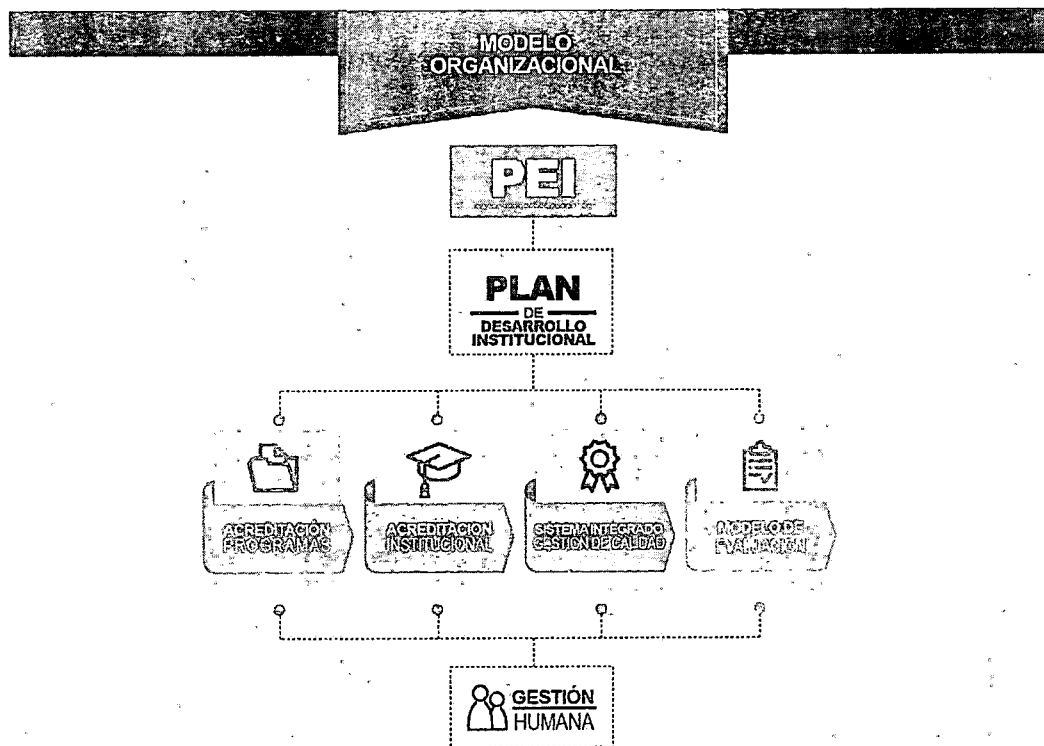 MODELO
ORGANIZACIONAL
PEI
PLAN
DE
DESARROLLO
INSTITUCIONAL
ACREDITACIÓN
PROGRAMAS
ACREDITACIÓN
INSTITUCIONAL
SISTEMA INTEGRADO
GESTIÓN DE CALIDAD
MODELO DE
EVALUACIÓN
GESTIÓN
HUMANA